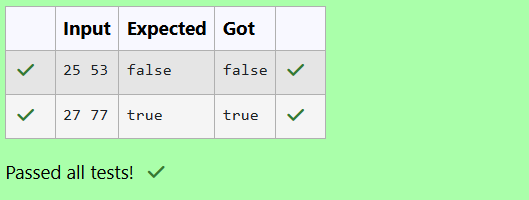 Input Expected Got
25 53 false false
27 77 true true
Passed all tests!